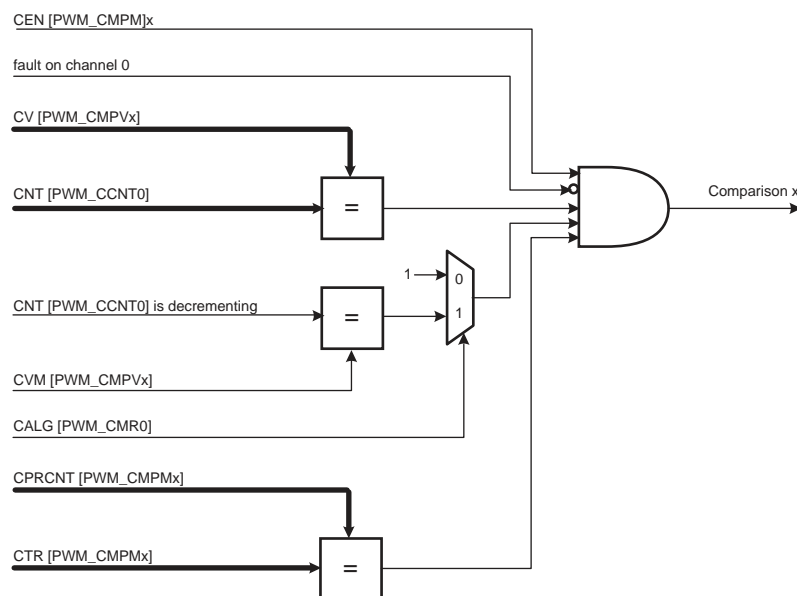 CEN [PWM_CMPM]x
fault on channel 0
CV [PWM_CMPVx]
CNT [PWM_CCNT0]
=
Comparison x
1
0
1
CNT [PWM_CCNT0] is decrementing
=
CVM [PWM_CMPVx]
CALG [PWM_CMR0]
CPRCNT [PWM_CMPMx]
CTR [PWM_CMPMx]
=